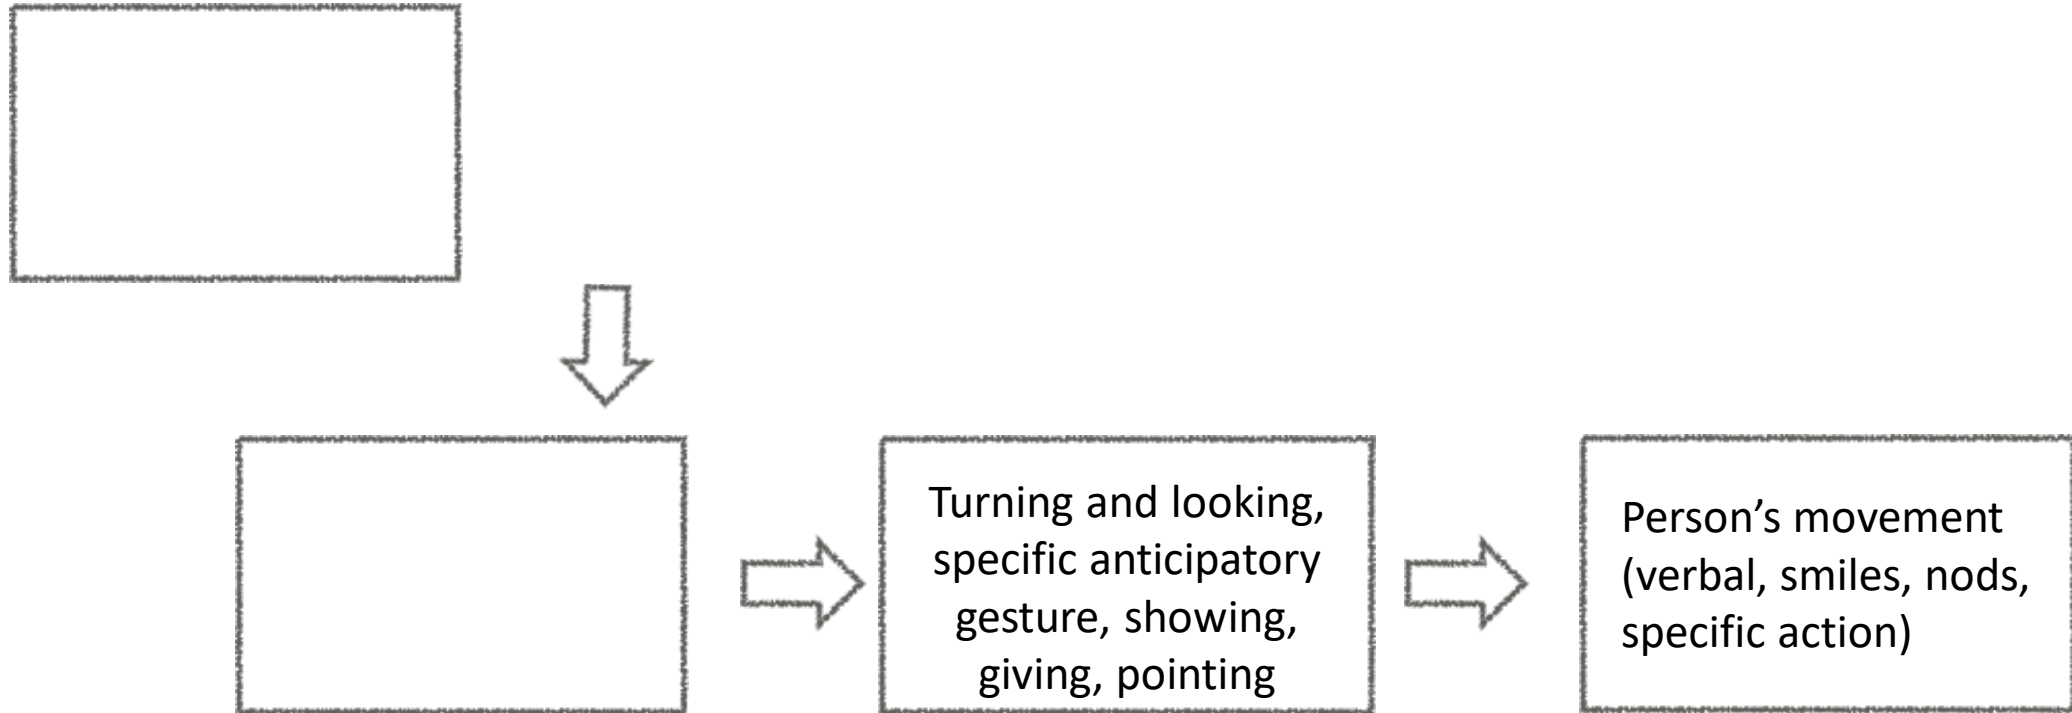 Turning and looking,
specific anticipatory
gesture, showing,
giving, pointing
Person’s movement
(verbal, smiles, nods,
specific action)